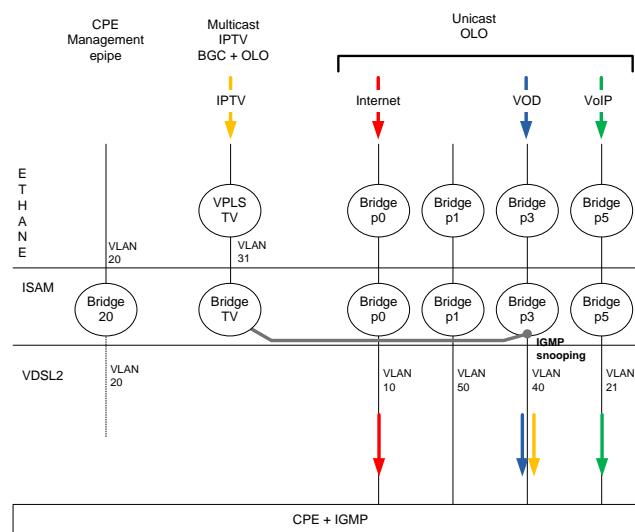 CPE
Management
epipe
Multicast
IPTV
BGC + OLO
Unicast
OLO
IPTV
Internet
VOD
VoIP
E
T
H
A
N
E
VPLS
TV
Bridge
p0
Bridge
p1
Bridge
p3
Bridge
p5
VLAN
20
VLAN
31
ISAM
Bridge
20
Bridge
TV
Bridge
p0
Bridge
p1
Bridge
p3
Bridge
p5
IGMP
snooping
VDSL2
VLAN
20
VLAN
10
VLAN
50
VLAN
40
VLAN
21
CPE + IGMP